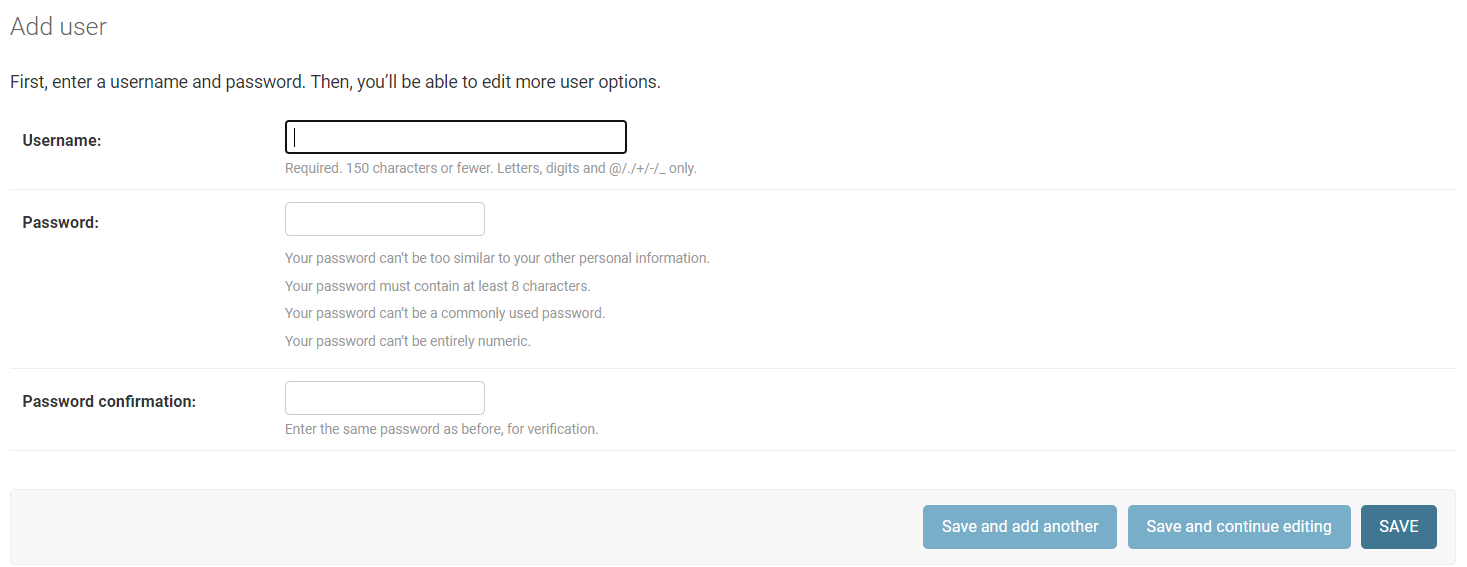 Add user
First, enter a username and password. Then, you’ll be able to edit more user options.
Username:
Required. 150 characters or fewer. Letters, digits and @/./+/-/_ only.
Password:
Your password can’t be too similar to your other personal information.
Your password must contain at least 8 characters.
Your password can’t be a commonly used password.
Your password can’t be entirely numeric.
Password confirmation:
Enter the same password as before, for verification.
Save and add another Save and continue editing SAVE